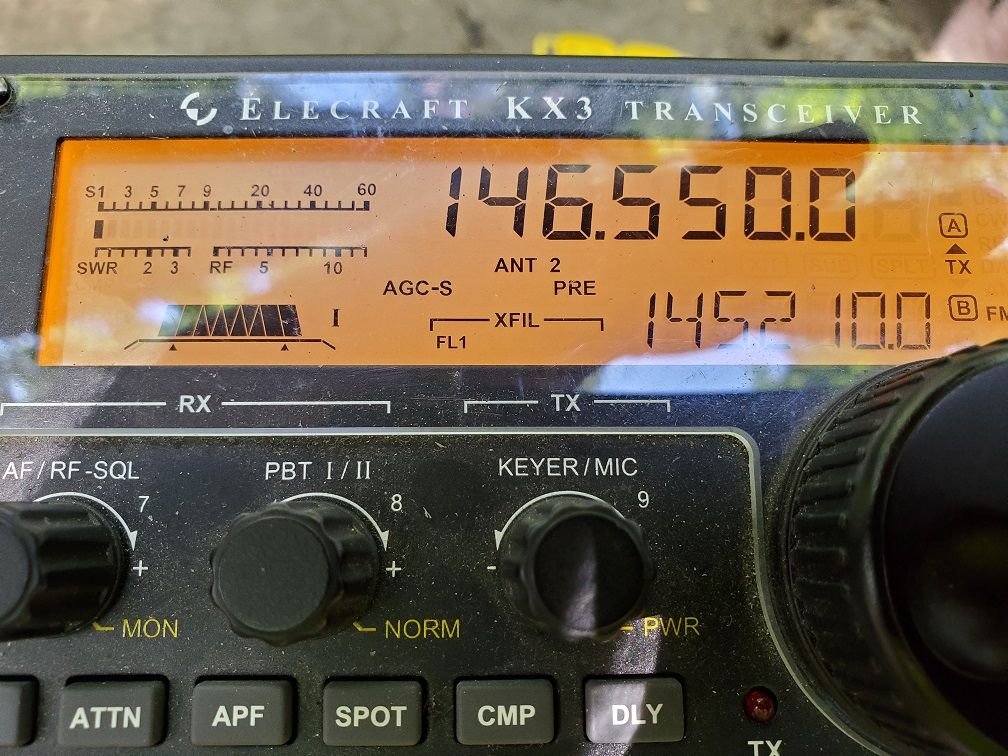 ELECRAFT KX3 TRANSCEIVER
S1 3 5 7 9 20 40 60
146.550.0
A
SWR 2 3 RF 5 10
ANT 2
TX
AGC-S PRE
I
XFIL
FL1
145210.0
B FM
RX TX
AF/RF-SQL
PBT I/II
KEYER/MIC
7 8 9
+ + -
MON NORM PWR
ATTN APF SPOT CMP DLY
TX